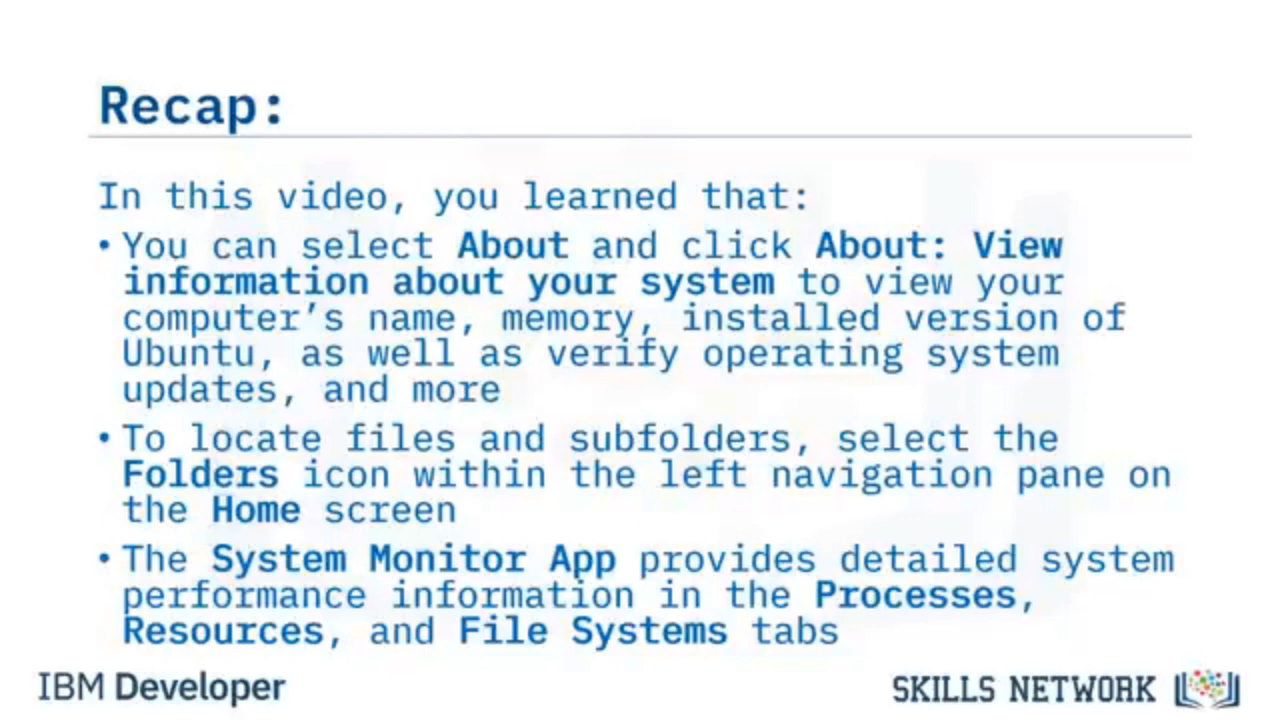 Recap:
In this video, you learned that:
• You can select About and click About: View
information about your system to view your
computer’s name, memory, installed version of
Ubuntu, as well as verify operating system
updates, and more
• To locate files and subfolders, select the
Folders icon within the left navigation pane on
the Home screen
• The System Monitor App provides detailed system
performance information in the Processes,
Resources, and File Systems tabs
IBM Developer
SKILLS NETWORK